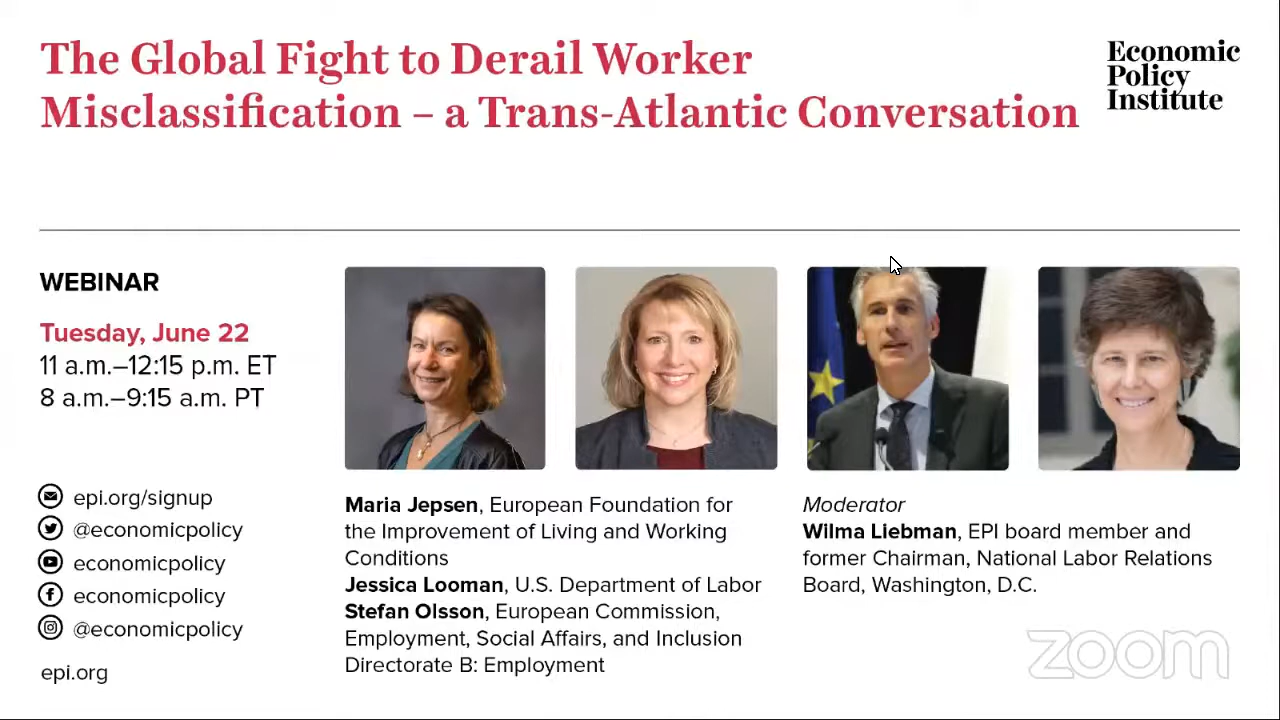 The Global Fight to Derail Worker
Misclassification – a Trans-Atlantic Conversation
Economic
Policy
Institute
WEBINAR
Tuesday, June 22
11 a.m.–12:15 p.m. ET
8 a.m.–9:15 a.m. PT
epi.org/signup
@economicpolicy
economicpolicy
economicpolicy
@economicpolicy
epi.org
Maria Jepsen, European Foundation for
the Improvement of Living and Working
Conditions
Jessica Looman, U.S. Department of Labor
Stefan Olsson, European Commission,
Employment, Social Affairs, and Inclusion
Directorate B: Employment
Moderator
Wilma Liebman, EPI board member and
former Chairman, National Labor Relations
Board, Washington, D.C.
zoom